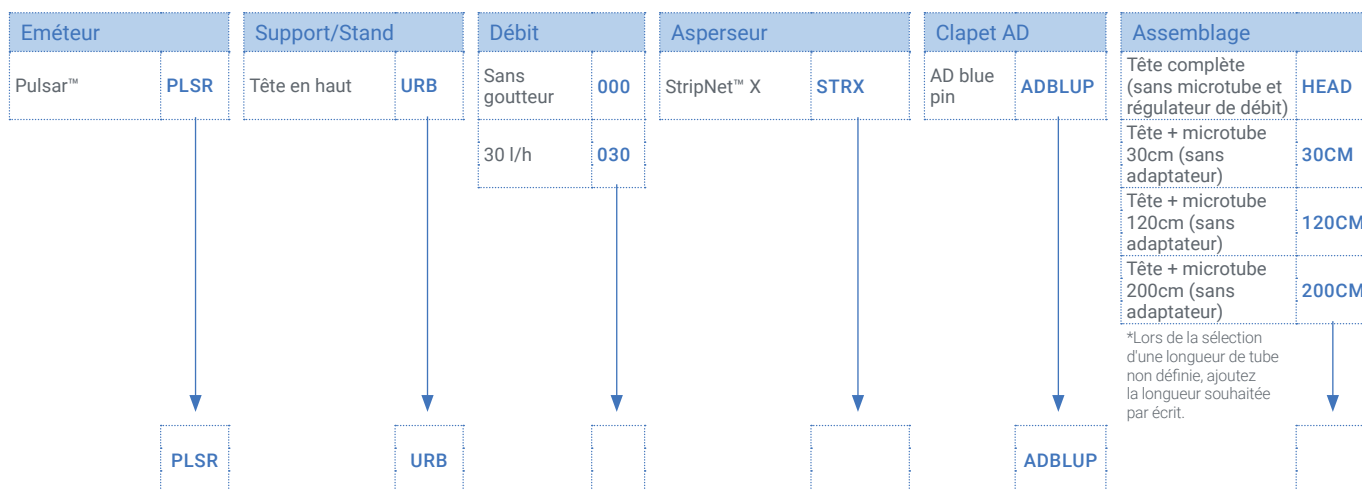 Eméteur
Support/Stand
Débit
Asperseur
Clapet AD
Assemblage
Pulsar™
PLSR
Tête en haut
URB
Sans
goutteur
000
30 l/h
030
StripNet™ X
STRX
AD blue
pin
ADBLUP
Tête complète
(sans microtube et
régulateur de débit)
HEAD
Tête + microtube
30cm (sans
adaptateur)
30CM
Tête + microtube
120cm (sans
adaptateur)
120CM
Tête + microtube
200cm (sans
adaptateur)
200CM
*Lors de la sélection
d'une longueur de tube
non définie, ajoutez
la longueur souhaitée
par écrit.
PLSR
URB
ADBLUP